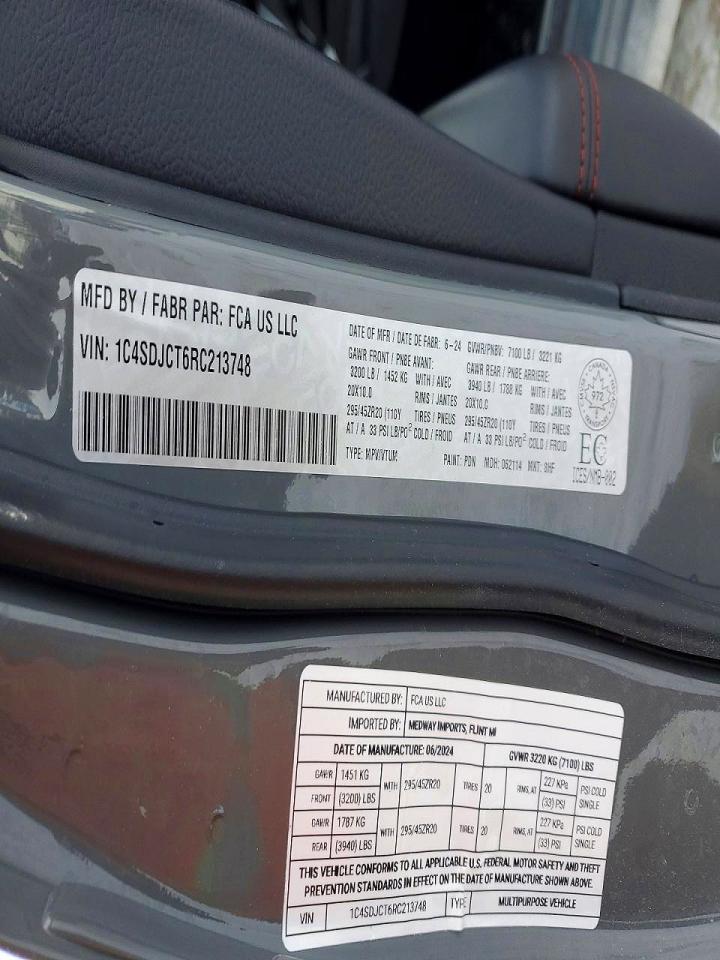 MFD BY / FABR PAR: FCA US LLC
VIN: 1C4SDJCT6RC213748
DATE OF MFR / DATE DE FABR: 6-24 GVWR/PNBV: 7100 LB / 3221 KG
GAWR FRONT / PNBE AVANT: GAWR REAR / PNBE ARRIERE:
3200 LB / 1452 KG WITH / AVEC 3940 LB / 1788 KG WITH / AVEC
20X10.0 RIMS / JANTES 20X10.0 RIMS / JANTES
295/45ZR20 (110Y TIRES / PNEUS 295/45ZR20 (110Y TIRES / PNEUS
AT / A 33 PSI LB/PO² COLD / FROID AT / A 33 PSI LB/PO² COLD / FROID
TYPE: MPV/VTUM PAINT: PDN MDH: 062114 MKT: 8HF
CANADA
972
TRANSPORT
EC
ICES/NMB-002
MANUFACTURED BY: FCA US LLC
IMPORTED BY: MEDWAY IMPORTS, FLINT MI
DATE OF MANUFACTURE: 06/2024 GVWR 3220 KG (7100) LBS
GAWR 1451 KG WITH 295/45ZR20 TIRES 20 RIMS, AT 227 KPa PSI COLD
FRONT (3200) LBS (33) PSI SINGLE
GAWR 1787 KG WITH 295/45ZR20 TIRES 20 RIMS, AT 227 KPa PSI COLD
REAR (3940) LBS (33) PSI SINGLE
THIS VEHICLE CONFORMS TO ALL APPLICABLE U.S. FEDERAL MOTOR SAFETY AND THEFT
PREVENTION STANDARDS IN EFFECT ON THE DATE OF MANUFACTURE SHOWN ABOVE.
VIN 1C4SDJCT6RC213748 TYPE MULTIPURPOSE VEHICLE